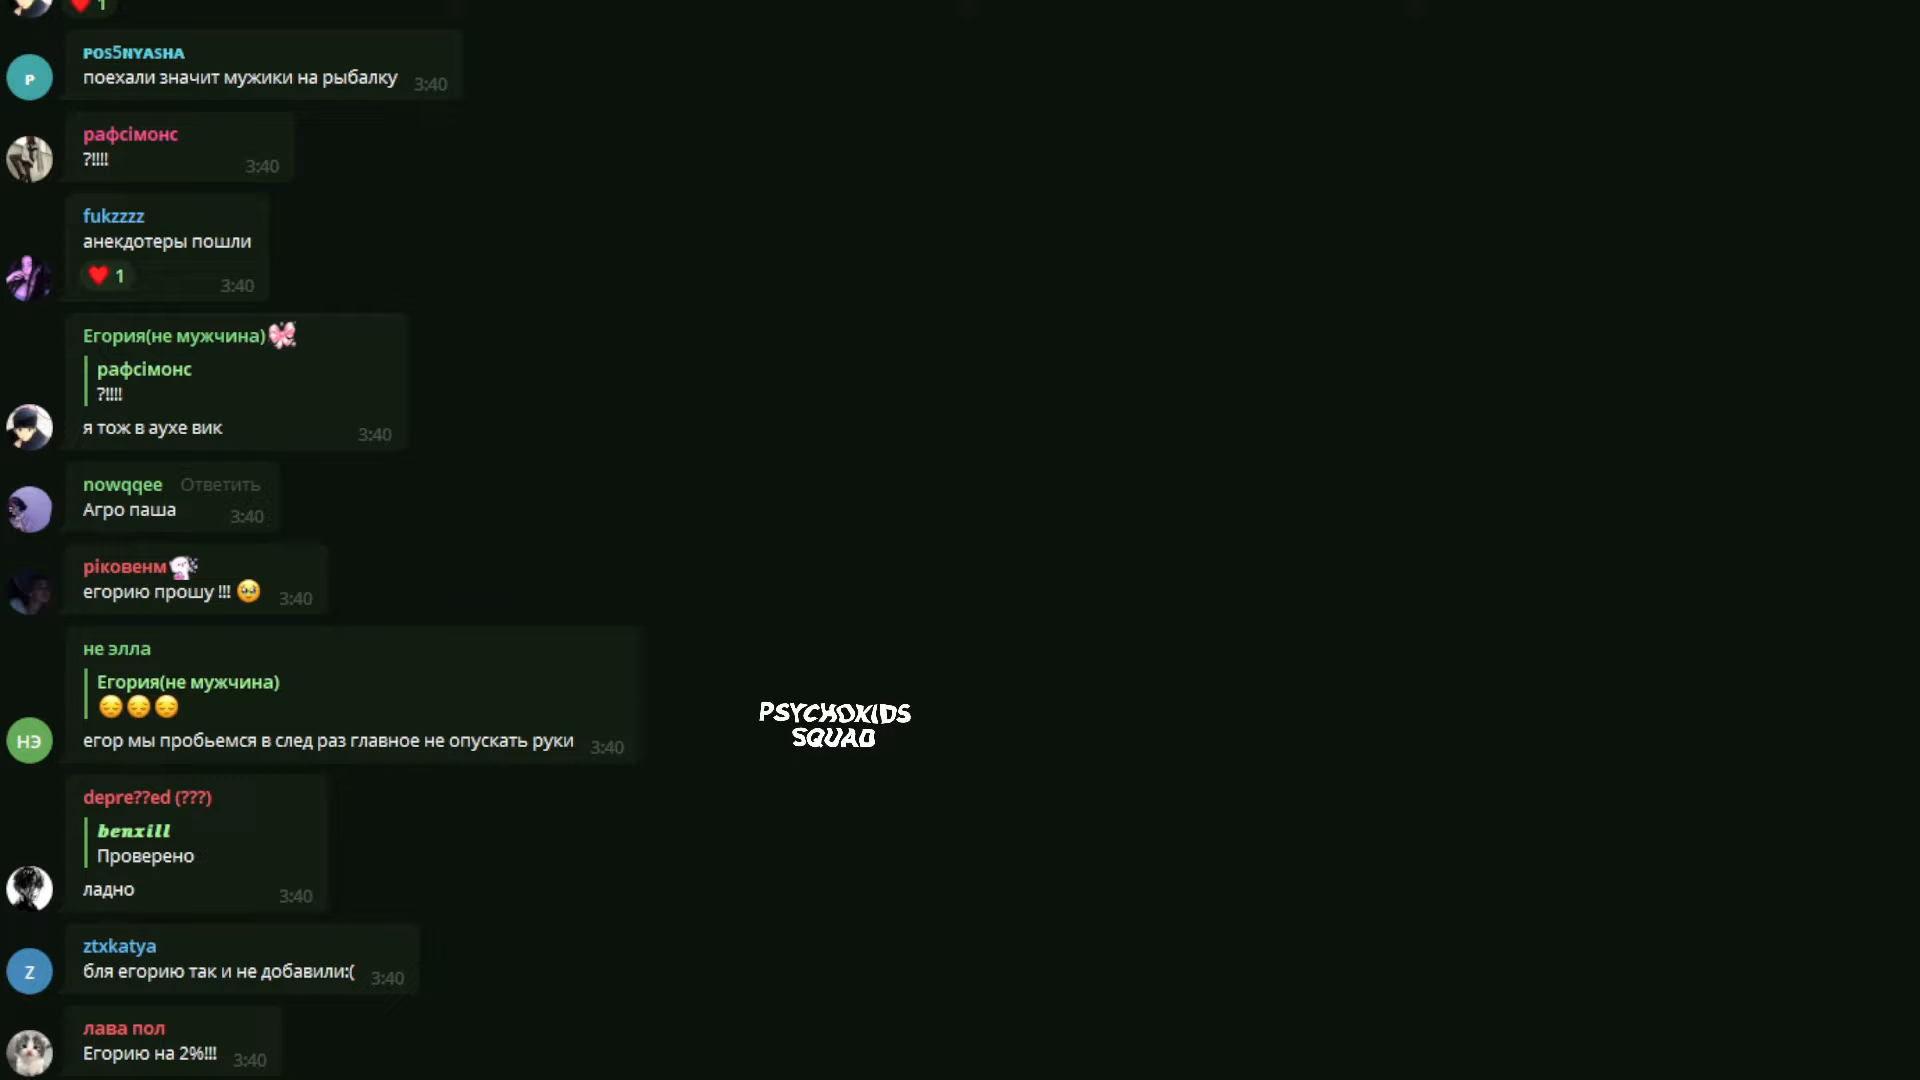 1
POS5NYASHA
поехали значит мужики на рыбалку 3:40
P
рафсімонс
?!!!! 3:40
fukzzzz
анекдотеры пошли
1 3:40
Егория(не мужчина)
рафсімонс
?!!!!
я тож в аухе вик 3:40
nowqqee Ответить
Агро паша 3:40
ріковенм
егорию прошу !!! 3:40
не элла
Егория(не мужчина)
НЭ
егор мы пробьемся в след раз главное не опускать руки 3:40
PSYCHOKIDS
SQUAD
depre??ed (???)
benxill
Проверено
ладно 3:40
ztxkatya
Z
бля егорию так и не добавили:( 3:40
лава пол
Егорию на 2%!!! 3:40